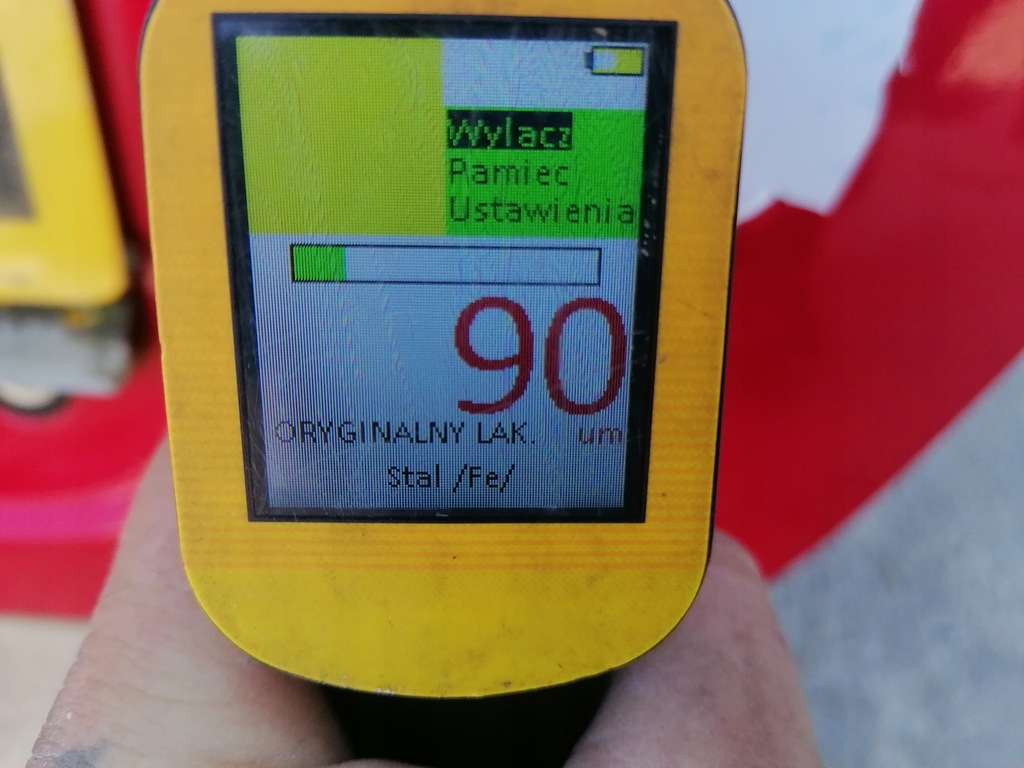 Wylacz
Pamiec
Ustawienia
90
ORYGINALNY LAK. um
Stal /Fe/